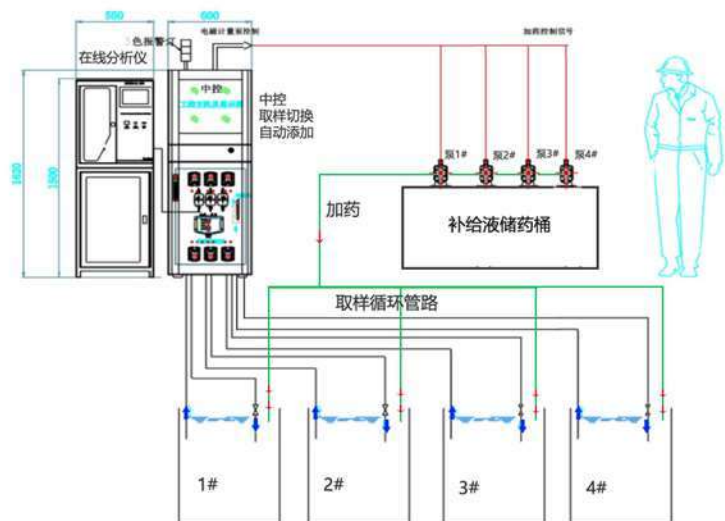 550
600
色报警灯
电磁计量泵控制
加药控制信号
在线分析仪
中控
中控
取样切换
自动添加
1620
1500
泵1#
泵2#
泵3#
泵4#
加药
补给液储药桶
取样循环管路
1#
2#
3#
4#